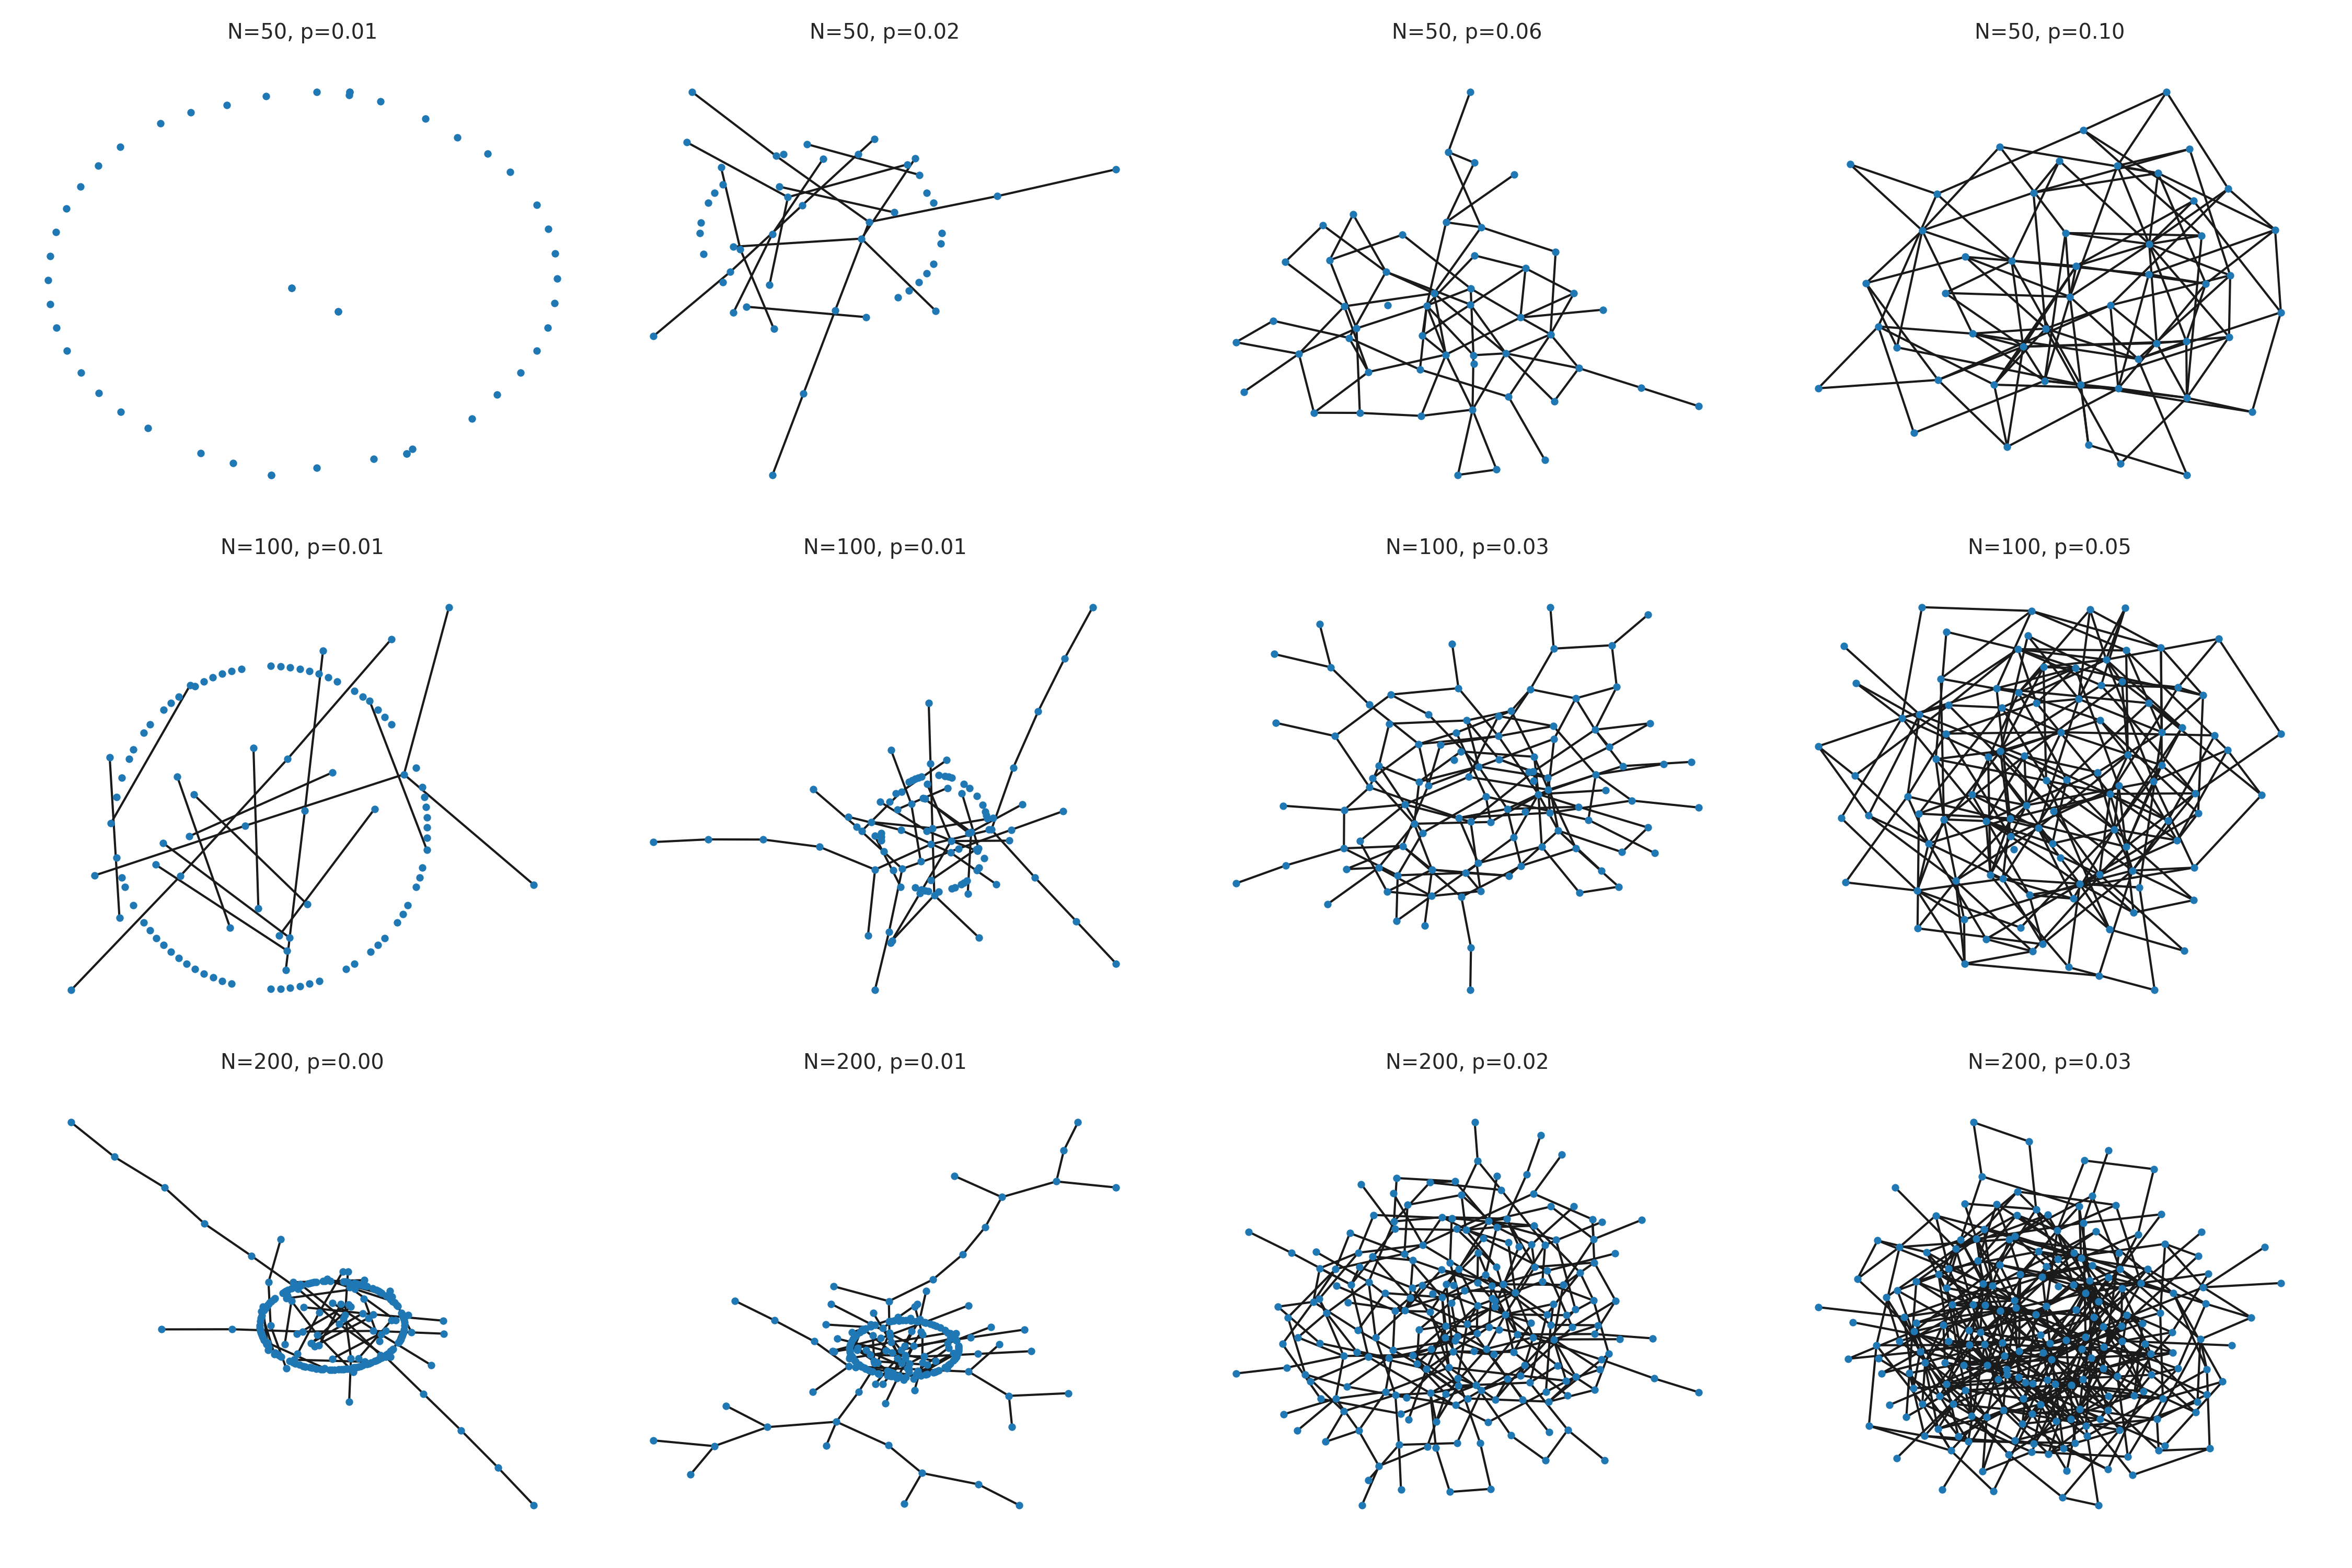 N=50, p=0.01
N=50, p=0.02
N=50, p=0.06
N=50, p=0.10
N=100, p=0.01
N=100, p=0.01
N=100, p=0.03
N=100, p=0.05
N=200, p=0.00
N=200, p=0.01
N=200, p=0.02
N=200, p=0.03